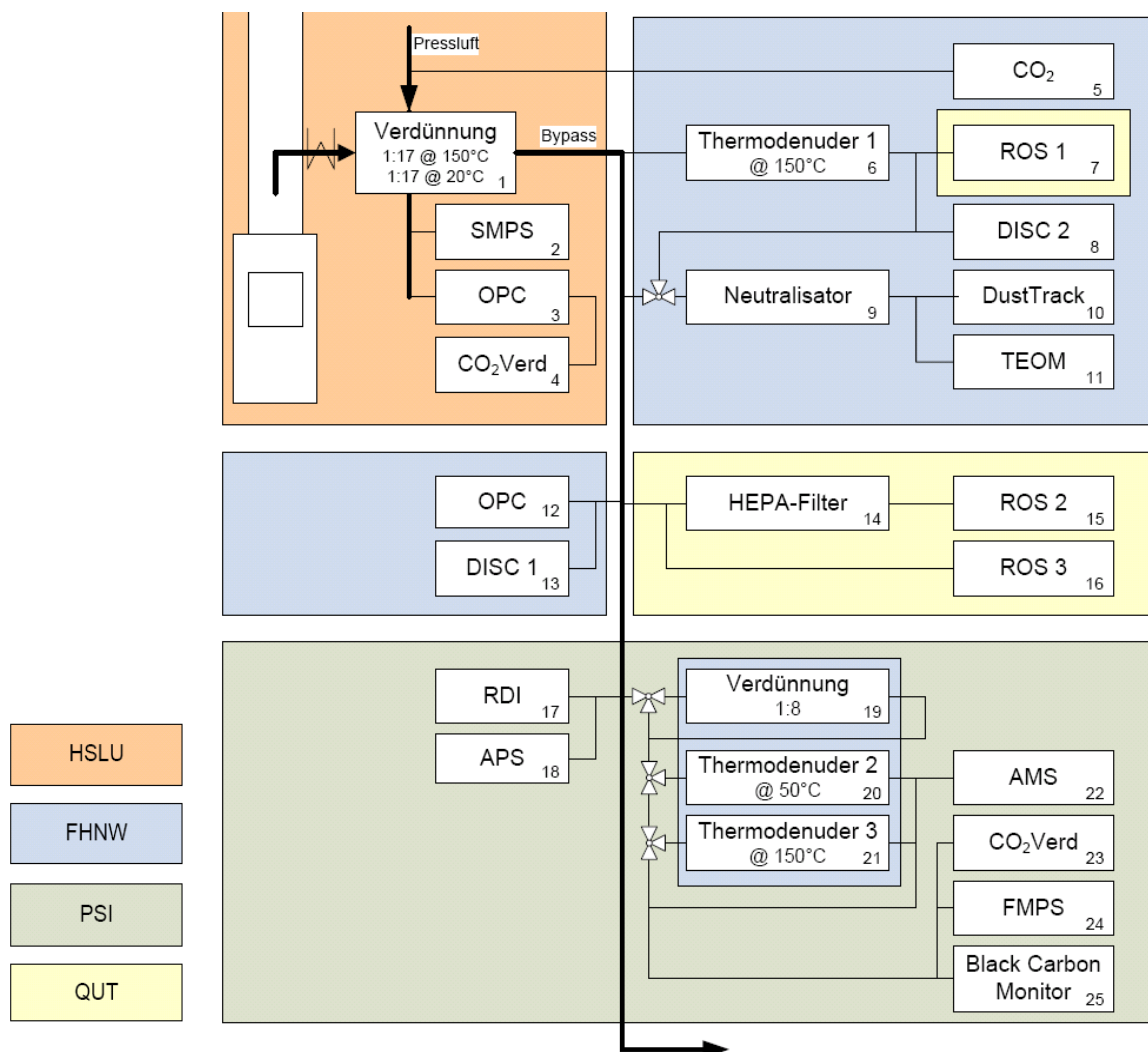 Pressluft
CO₂
5
Verdünnung
1:17 @ 150°C
1:17 @ 20°C
1
Bypass
Thermodenuder 1
@ 150°C
6
ROS 1
7
SMPS
2
DISC 2
8
OPC
3
Neutralisator
9
DustTrack
10
CO₂Verd
4
TEOM
11
OPC
12
HEPA-Filter
14
ROS 2
15
DISC 1
13
ROS 3
16
RDI
17
Verdünnung
1:8
19
APS
18
Thermodenuder 2
@ 50°C
20
AMS
22
Thermodenuder 3
@ 150°C
21
CO₂Verd
23
FMPS
24
Black Carbon
Monitor
25
HSLU
FHNW
PSI
QUT